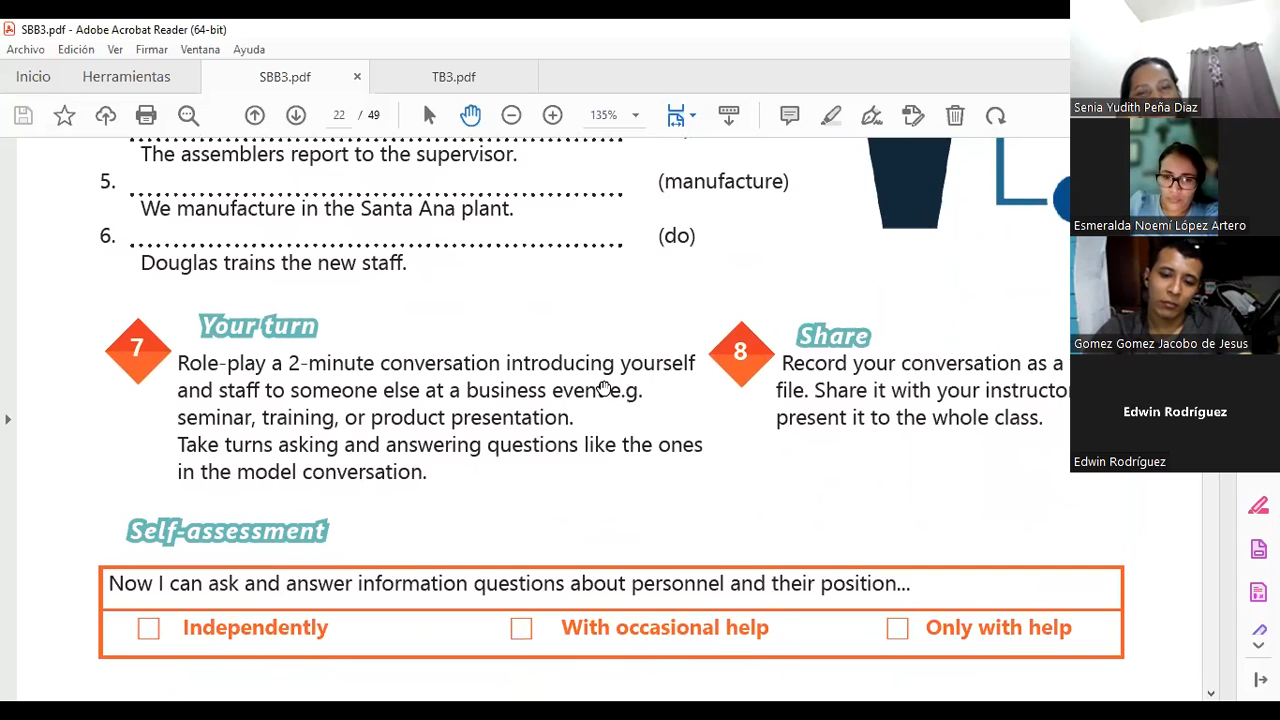 SBB3.pdf - Adobe Acrobat Reader (64-bit)
Archivo Edición Ver Firmar Ventana Ayuda
Inicio Herramientas SBB3.pdf × TB3.pdf
22 / 49 135%
The assemblers report to the supervisor.
5. (manufacture)
We manufacture in the Santa Ana plant.
6. (do)
Douglas trains the new staff.
7 Your turn
Role-play a 2-minute conversation introducing yourself
and staff to someone else at a business even e.g.
seminar, training, or product presentation.
Take turns asking and answering questions like the ones
in the model conversation.
8 Share
Record your conversation as a
file. Share it with your instructor
present it to the whole class.
Self-assessment
Now I can ask and answer information questions about personnel and their position...
Independently With occasional help Only with help
Senia Yudith Peña Diaz
Esmeralda Noemí López Artero
Gomez Gomez Jacobo de Jesus
Edwin Rodríguez
Edwin Rodríguez